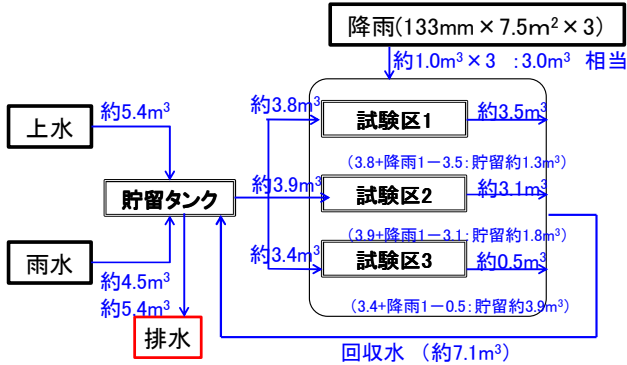 降雨(133mm×7.5m²×3)
約1.0m³×3 :3.0m³ 相当
上水
約5.4m³
約3.8m³
試験区1
約3.5m³
(3.8+降雨1-3.5:貯留約1.3m³)
貯留タンク
約3.9m³
試験区2
約3.1m³
(3.9+降雨1-3.1:貯留約1.8m³)
雨水
約4.5m³
約3.4m³
試験区3
約0.5m³
(3.4+降雨1-0.5:貯留約3.9m³)
約5.4m³
排水
回収水 (約7.1m³)